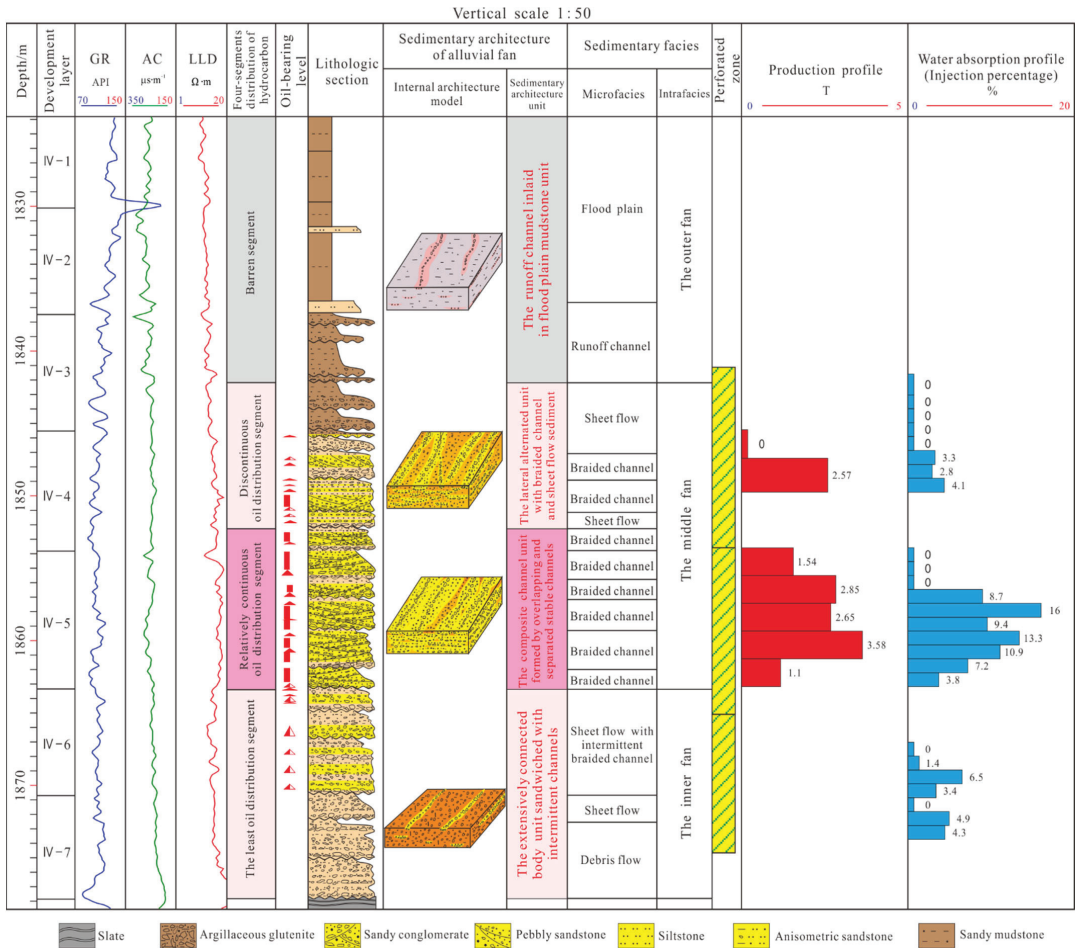 Vertical scale 1:50
Depth/m
Development
layer
GR
API
70
150
AC
μs·m⁻¹
350
150
LLD
Ω·m
1
20
Four-segments
distribution of
hydrocarbon
Oil-bearing
level
Lithologic
section
Sedimentary architecture
of alluvial fan
Internal architecture
model
Sedimentary
architecture
unit
Sedimentary facies
Microfacies
Intrafacies
Perforated
zone
Production profile
T
0
5
Water absorption profile
(Injection percentage)
%
0
20
1830
1840
1850
1860
1870
Ⅳ-1
Ⅳ-2
Ⅳ-3
Ⅳ-4
Ⅳ-5
Ⅳ-6
Ⅳ-7
Barren segment
Discontinuous
oil distribution segment
Relatively continuous
oil distribution segment
The least oil distribution segment
The runoff channel inlaid
in flood plain mudstone unit
The lateral alternated unit
with braided channel
and sheet flow sediment
The composite channel unit
formed by overlapping and
separated stable channels
The extensively connected
body unit sandwiched with
intermittent channels
Flood plain
Runoff channel
Sheet flow
Braided channel
Braided channel
Sheet flow
Braided channel
Braided channel
Braided channel
Braided channel
Braided channel
Braided channel
Sheet flow with
intermittent
braided channel
Sheet flow
Debris flow
The outer fan
The middle fan
The inner fan
0
2.57
1.54
2.85
2.65
3.58
1.1
0
0
0
0
0
3.3
2.8
4.1
0
0
0
8.7
16
9.4
13.3
10.9
7.2
3.8
0
1.4
6.5
3.4
0
4.9
4.3
Slate
Argillaceous glutenite
Sandy conglomerate
Pebbly sandstone
Siltstone
Anisometric sandstone
Sandy mudstone